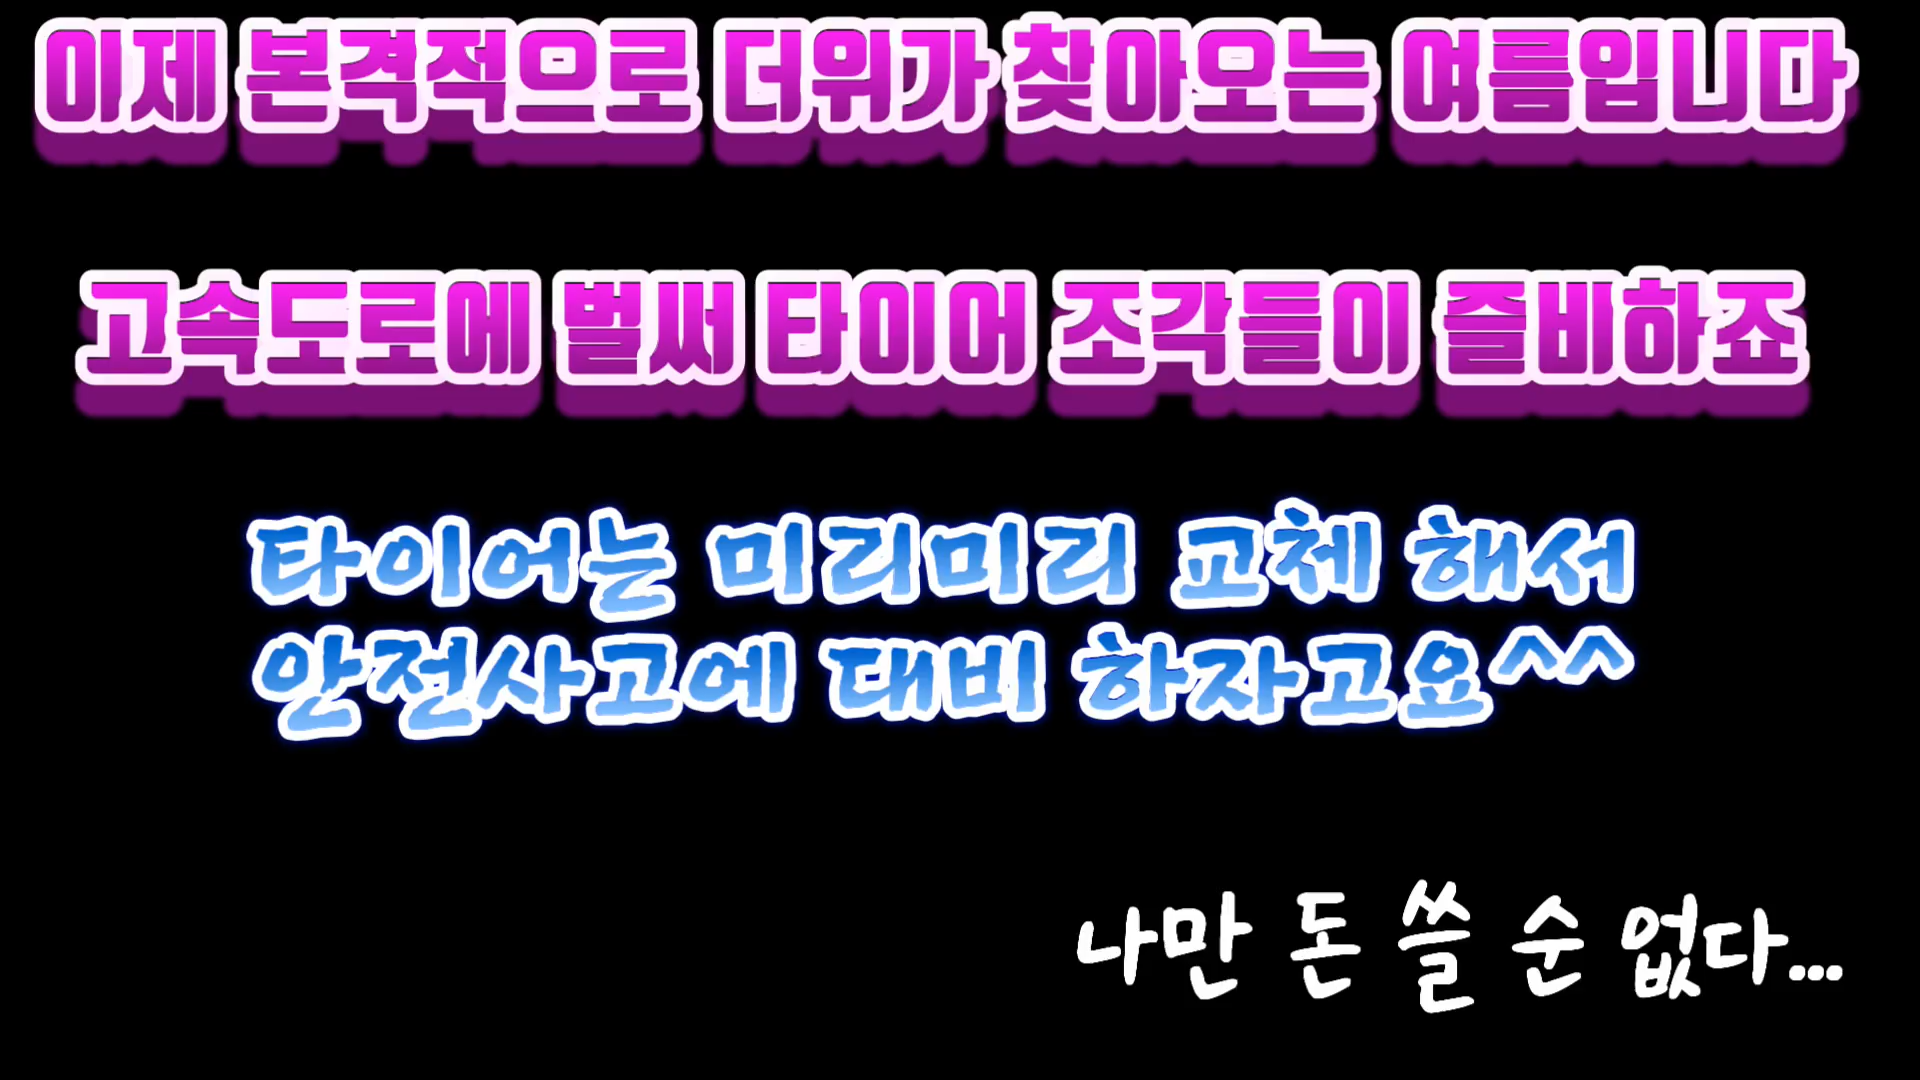 이제 본격적으로 더위가 찾아오는 여름입니다
고속도로에 벌써 타이어 조각들이 즐비하죠
타이어는 미리미리 교체 해서
안전사고에 대비 하자고요^^
나만 돈 쓸 순 없다...